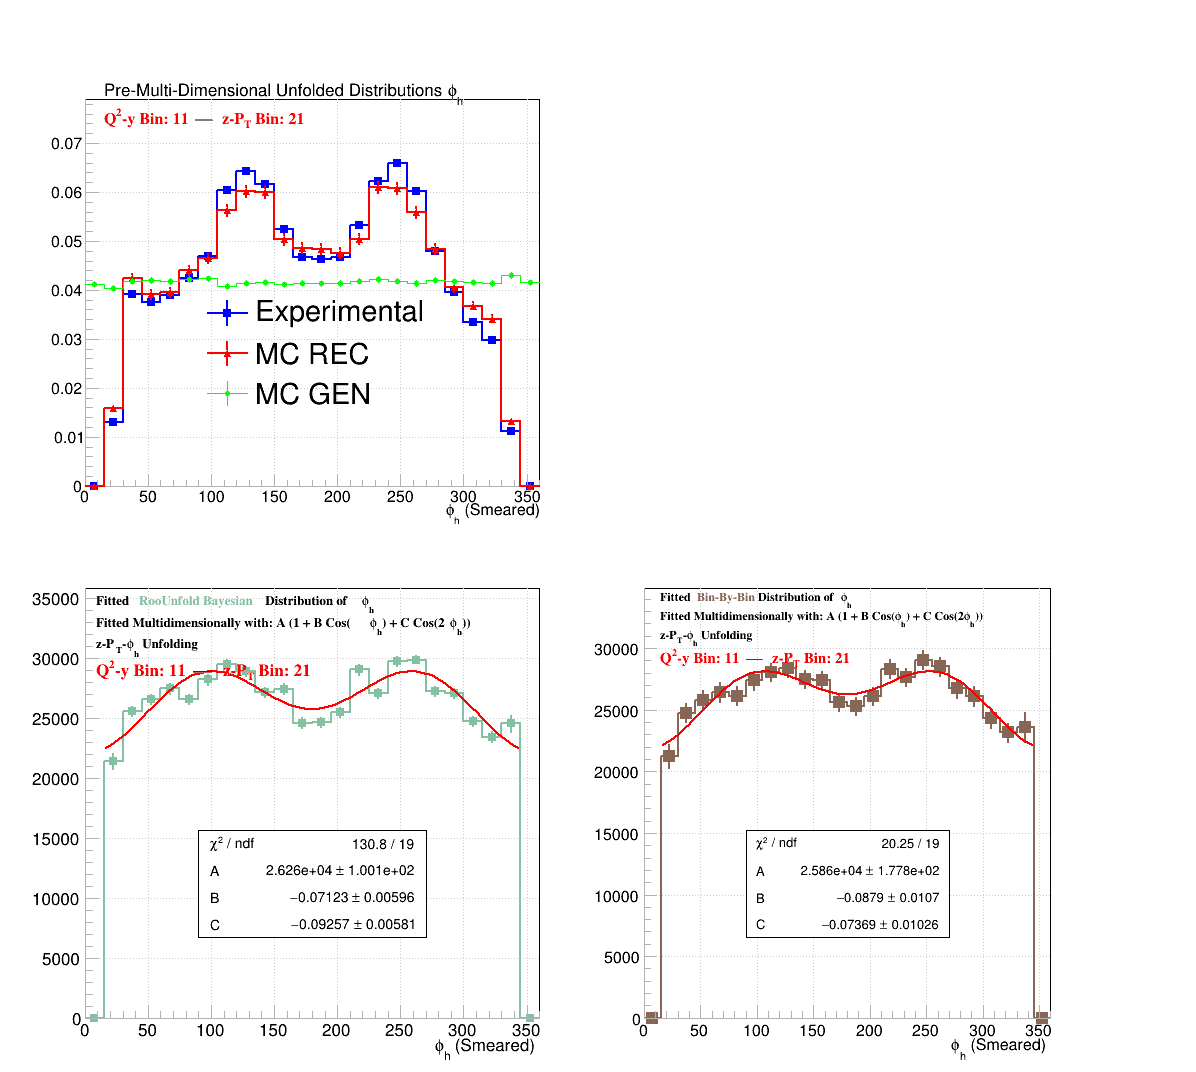 Pre-Multi-Dimensional Unfolded Distributions ϕh
Q²-y Bin: 11 — z-PT Bin: 21
0.07
0.06
0.05
0.04
0.03
0.02
0.01
0
Experimental
MC REC
MC GEN
0 50 100 150 200 250 300 350
ϕh (Smeared)
Fitted RooUnfold Bayesian Distribution of ϕh
Fitted Multidimensionally with: A (1 + B Cos( ϕh) + C Cos(2 ϕh))
z-PT-ϕh Unfolding
Q²-y Bin: 11 — z-PT Bin: 21
35000
30000
25000
20000
15000
10000
5000
0
χ² / ndf 130.8 / 19
A 2.626e+04 ± 1.001e+02
B −0.07123 ± 0.00596
C −0.09257 ± 0.00581
0 50 100 150 200 250 300 350
ϕh (Smeared)
Fitted Bin-By-Bin Distribution of ϕh
Fitted Multidimensionally with: A (1 + B Cos(ϕh) + C Cos(2ϕh))
z-PT-ϕh Unfolding
Q²-y Bin: 11 — z-PT Bin: 21
30000
25000
20000
15000
10000
5000
0
χ² / ndf 20.25 / 19
A 2.586e+04 ± 1.778e+02
B −0.0879 ± 0.0107
C −0.07369 ± 0.01026
0 50 100 150 200 250 300 350
ϕh (Smeared)